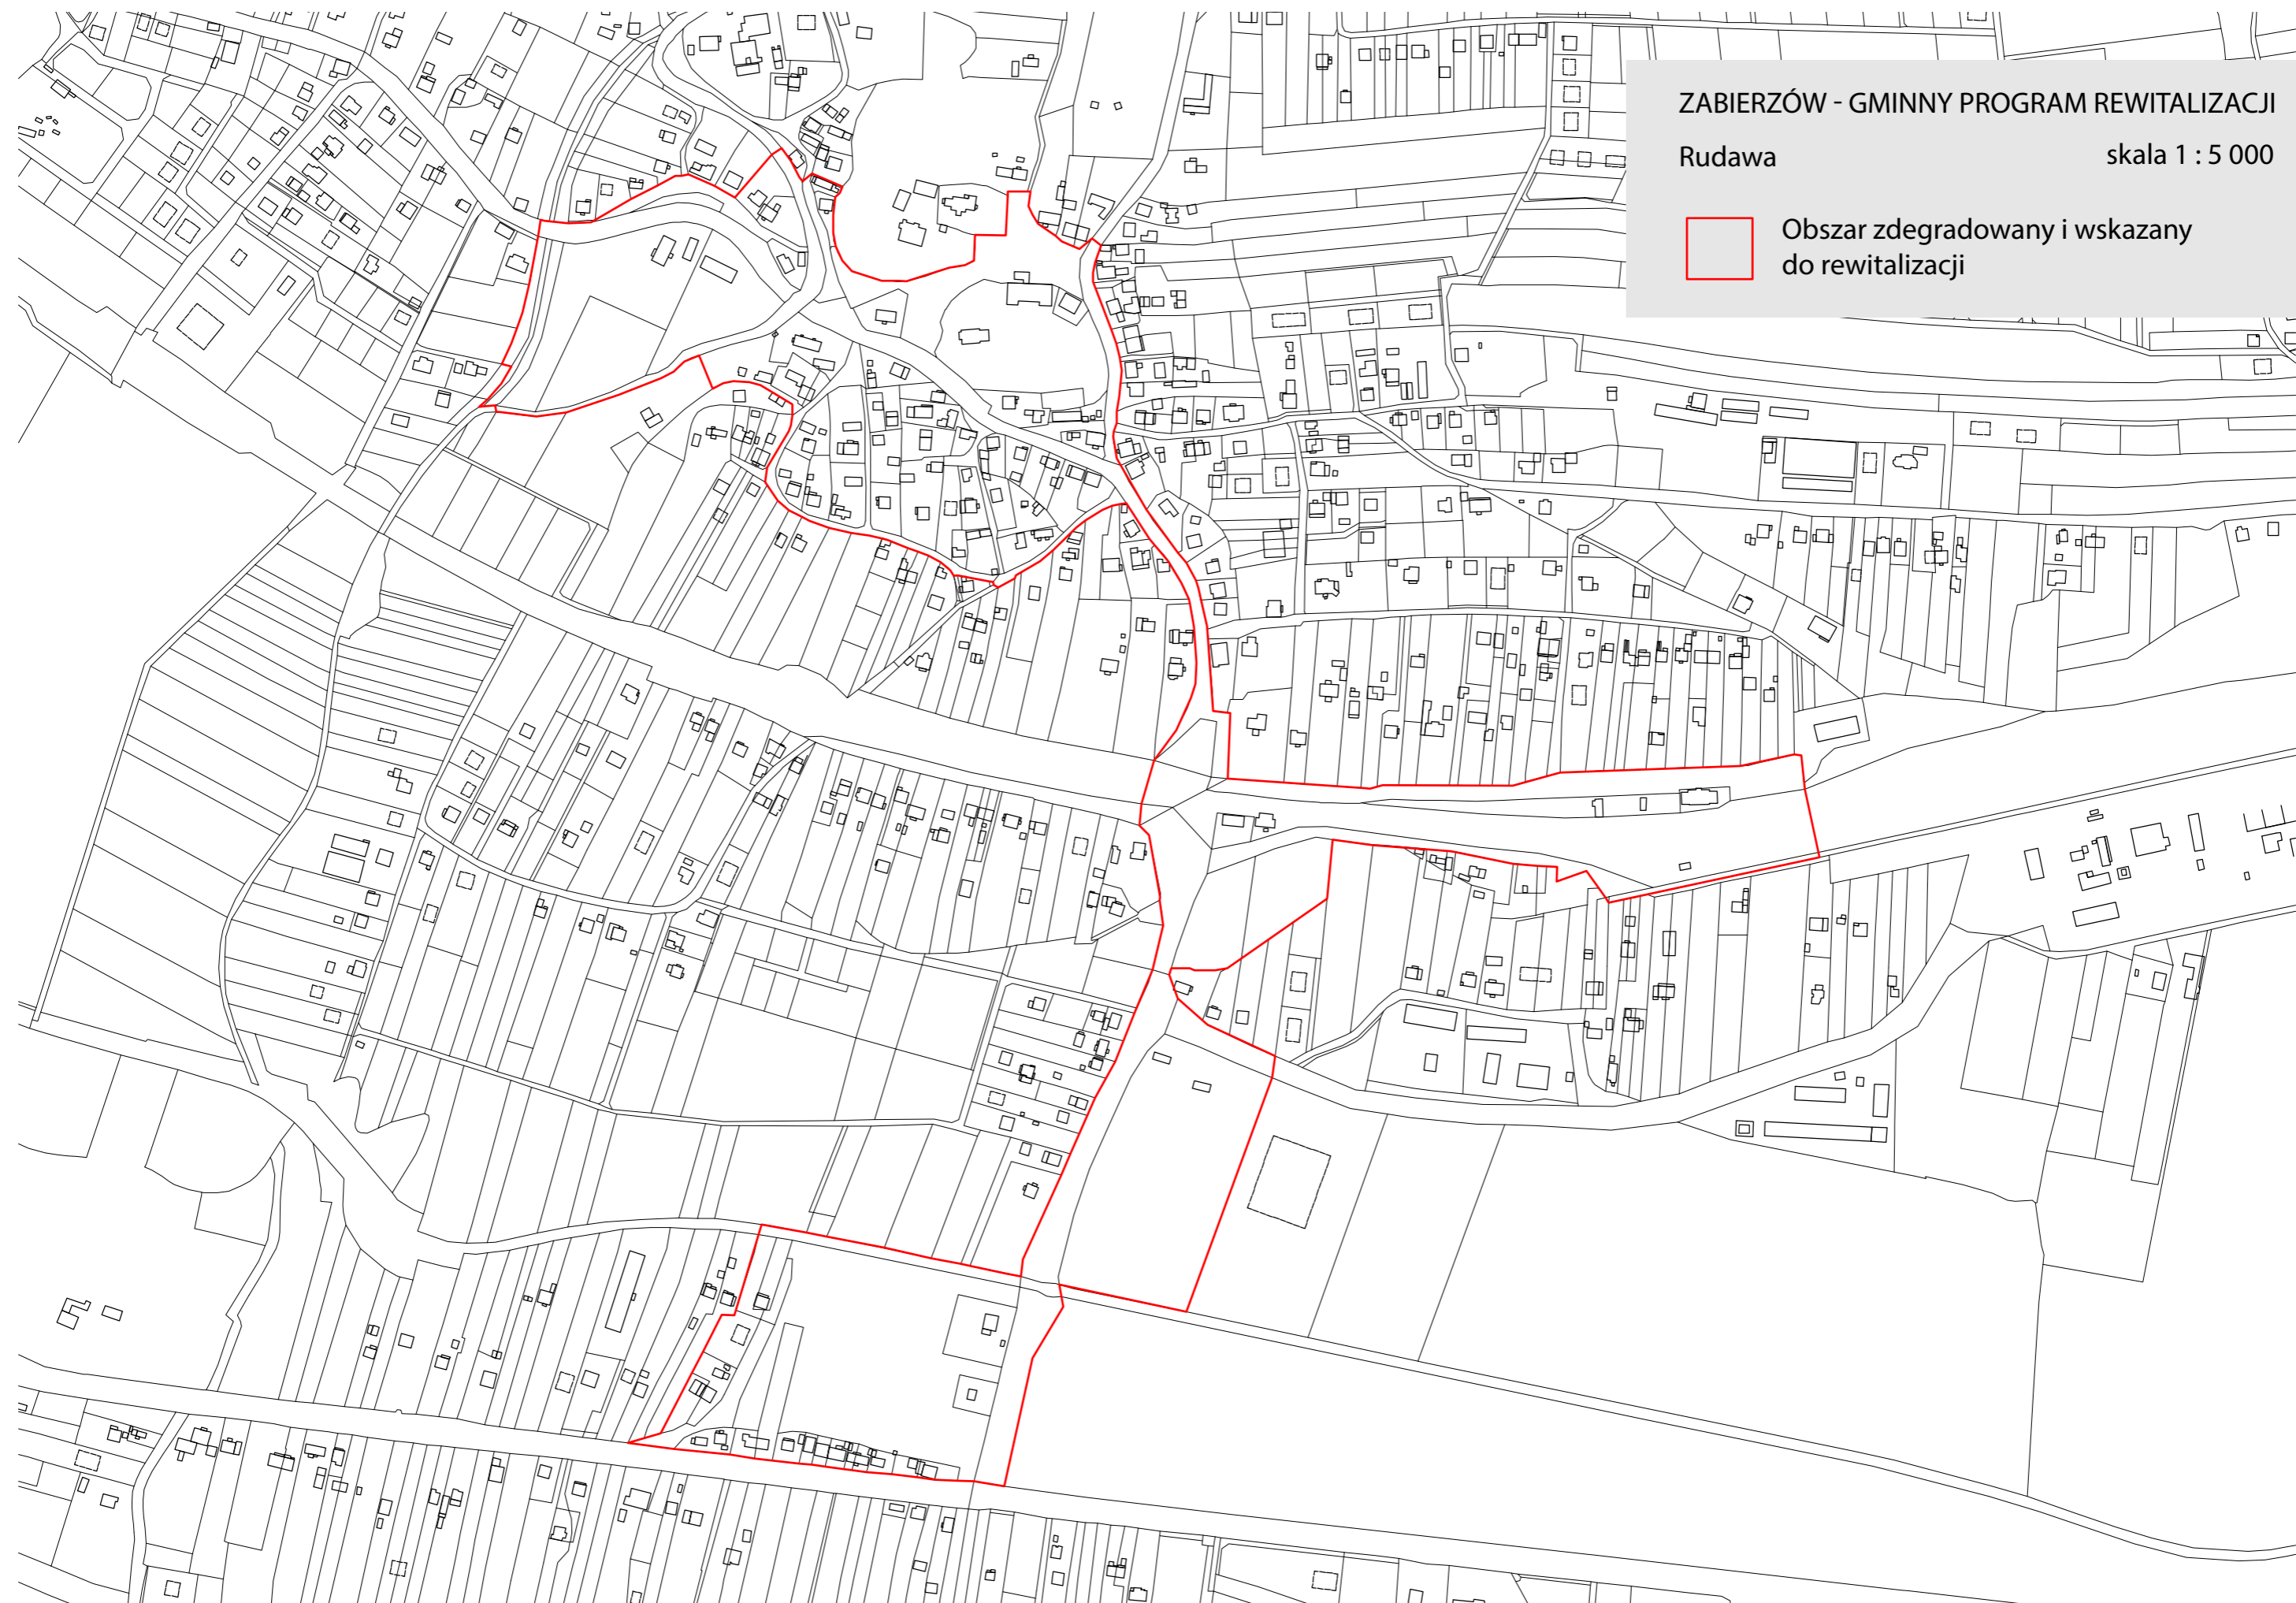 ZABIERZÓW - GMINNY PROGRAM REWITALIZACJI
Rudawa skala 1 : 5 000
Obszar zdegradowany i wskazany
do rewitalizacji